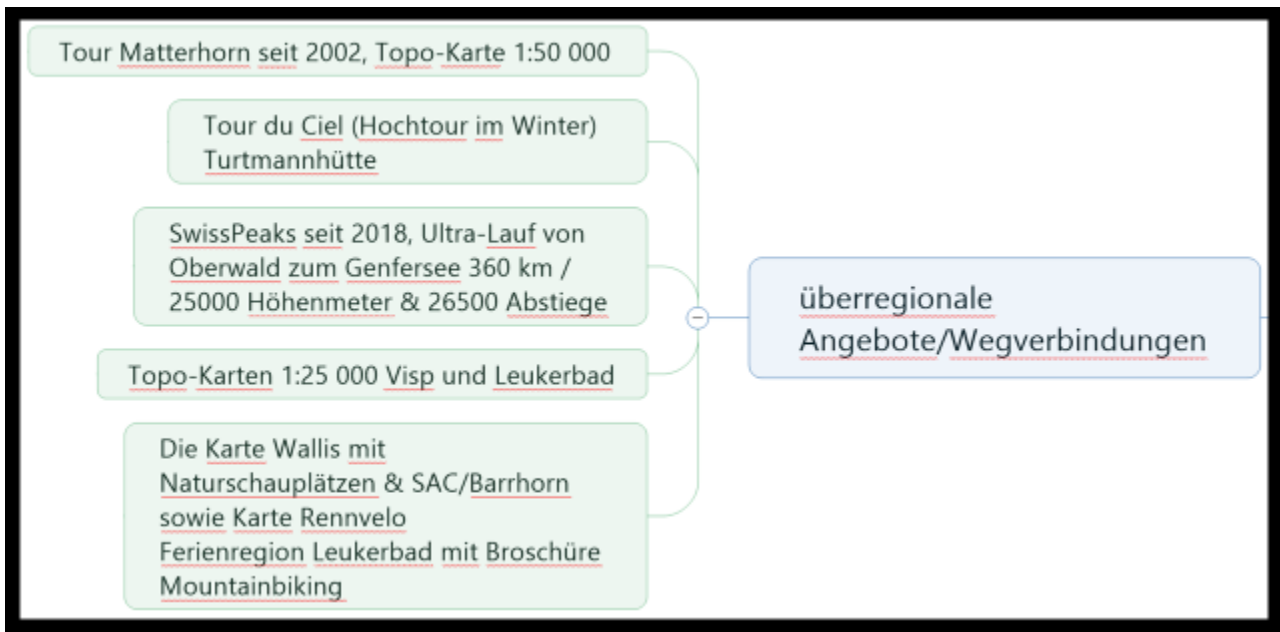 Tour Matterhorn seit 2002, Topo-Karte 1:50 000
Tour du Ciel (Hochtour im Winter)
Turtmannhütte
SwissPeaks seit 2018, Ultra-Lauf von
Oberwald zum Genfersee 360 km /
25000 Höhenmeter & 26500 Abstiege
Topo-Karten 1:25 000 Visp und Leukerbad
Die Karte Wallis mit
Naturschauplätzen & SAC/Barrhorn
sowie Karte Rennvelo
Ferienregion Leukerbad mit Broschüre
Mountainbiking
überregionale
Angebote/Wegverbindungen